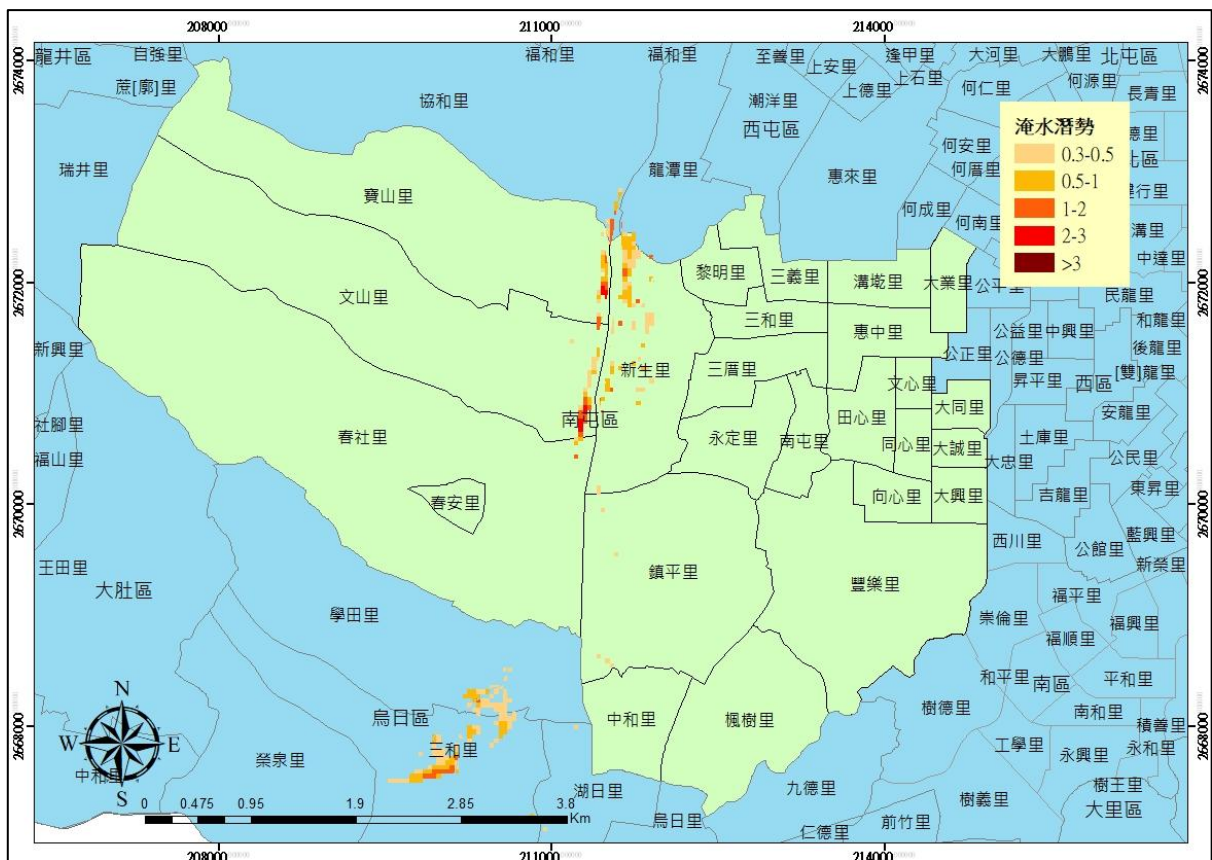 208000
211000
214000
2674000
2674000
龍井區
自強里
福和里
福和里
至善里
逢甲里
大河里
大鵬里
北屯區
蔗[廍]里
協和里
上安里
上石里
何仁里
何源里
潮洋里
上德里
長青里
西屯區
淹水潛勢
0.3-0.5
0.5-1
1-2
2-3
>3
德里
瑞井里
龍潭里
惠來里
何安里
北區
何厝里
寶山里
何成里
何南里
溝里
中達里
2672000
2672000
黎明里
三義里
溝墘里
大業里
公平里
民龍里
文山里
三和里
惠中里
公益里
中興里
和龍里
新興里
新生里
三厝里
公正里
公德里
後龍里
文心里
昇平里
西區
[雙]龍里
社腳里
南屯區
田心里
大同里
安龍里
春社里
永定里
南屯里
同心里
大誠里
土庫里
福山里
大忠里
公民里
春安里
向心里
大興里
吉龍里
東昇里
2670000
2670000
西川里
公館里
藍興里
王田里
鎮平里
豐樂里
新榮里
大肚區
學田里
福平里
崇倫里
福興里
福順里
和平里
南區
平和里
烏日區
中和里
楓樹里
樹德里
南和里
積善里
2668000
2668000
三和里
工學里
永興里
永和里
榮泉里
N
W
E
S
中和里
湖日里
九德里
樹義里
樹王里
大里區
烏日里
仁德里
前竹里
0
0.475
0.95
1.9
2.85
3.8
Km
208000
211000
214000